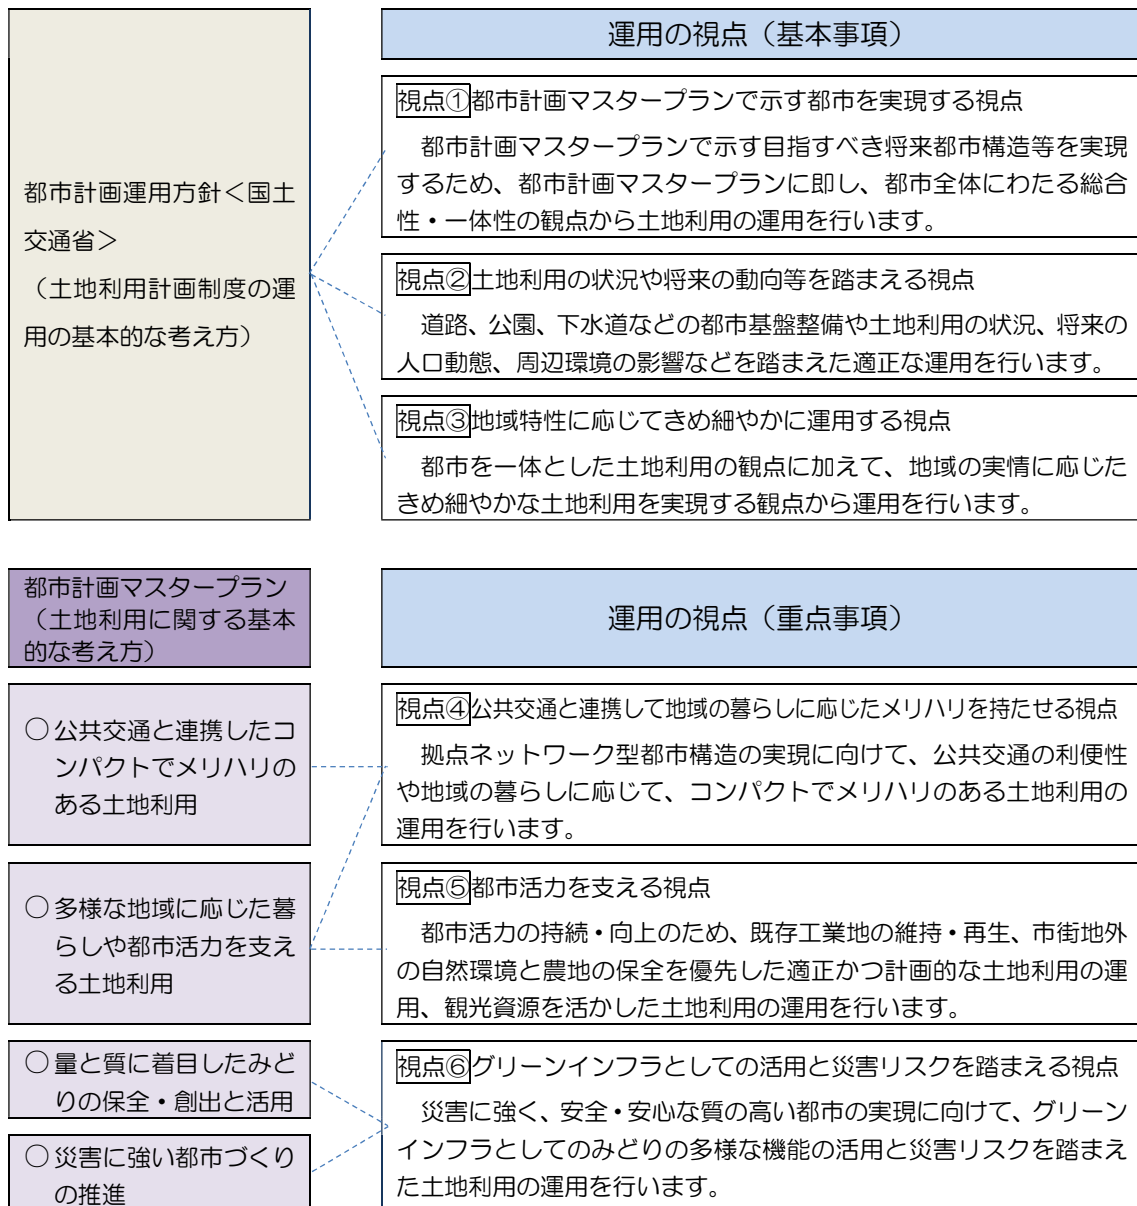 都市計画運用方針＜国土
交通省＞
（土地利用計画制度の運
用の基本的な考え方）
運用の視点（基本事項）
視点①都市計画マスタープランで示す都市を実現する視点
都市計画マスタープランで示す目指すべき将来都市構造等を実現
するため、都市計画マスタープランに即し、都市全体にわたる総合
性・一体性の観点から土地利用の運用を行います。
視点②土地利用の状況や将来の動向等を踏まえる視点
道路、公園、下水道などの都市基盤整備や土地利用の状況、将来の
人口動態、周辺環境の影響などを踏まえた適正な運用を行います。
視点③地域特性に応じてきめ細やかに運用する視点
都市を一体とした土地利用の観点に加えて、地域の実情に応じた
きめ細やかな土地利用を実現する観点から運用を行います。
都市計画マスタープラン
（土地利用に関する基本
的な考え方）
運用の視点（重点事項）
○公共交通と連携したコ
ンパクトでメリハリの
ある土地利用
視点④公共交通と連携して地域の暮らしに応じたメリハリを持たせる視点
拠点ネットワーク型都市構造の実現に向けて、公共交通の利便性
や地域の暮らしに応じて、コンパクトでメリハリのある土地利用の
運用を行います。
○多様な地域に応じた暮
らしや都市活力を支え
る土地利用
視点⑤都市活力を支える視点
都市活力の持続・向上のため、既存工業地の維持・再生、市街地外
の自然環境と農地の保全を優先した適正かつ計画的な土地利用の運
用、観光資源を活かした土地利用の運用を行います。
○量と質に着目したみど
りの保全・創出と活用
○災害に強い都市づくり
の推進
視点⑥グリーンインフラとしての活用と災害リスクを踏まえる視点
災害に強く、安全・安心な質の高い都市の実現に向けて、グリーン
インフラとしてのみどりの多様な機能の活用と災害リスクを踏まえ
た土地利用の運用を行います。